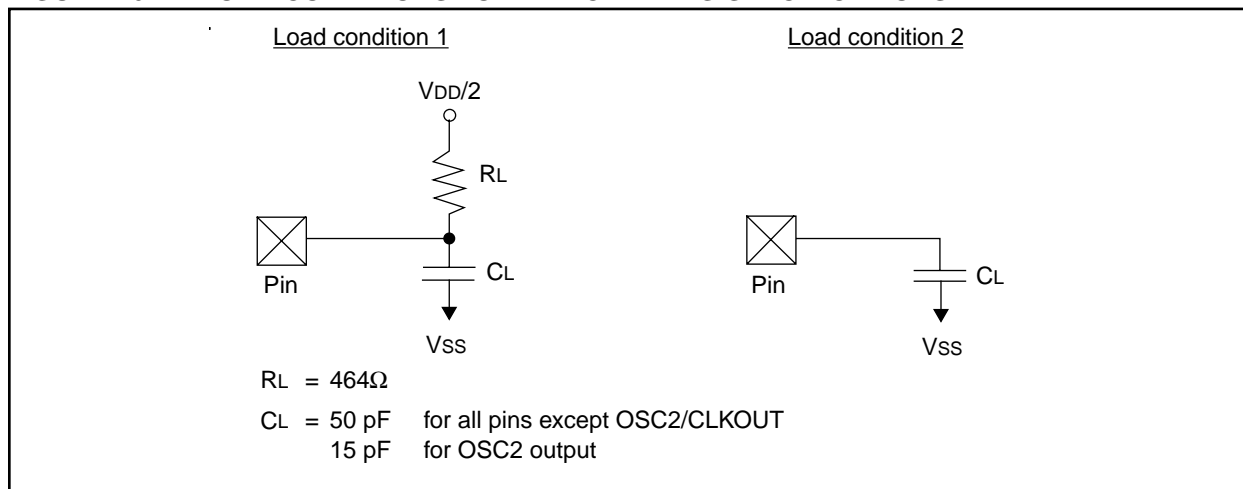 Load condition 1
Load condition 2
VDD/2
RL
Pin
CL
VSS
Pin
CL
VSS
RL = 464Ω
CL = 50 pF for all pins except OSC2/CLKOUT
15 pF for OSC2 output